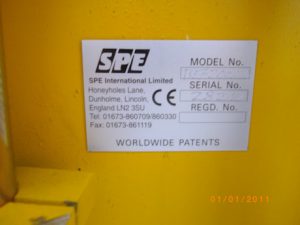 SPE
SPE International Limited
Honeyholes Lane,
Dunholme, Lincoln,
England LN2 3SU
Tel: 01673-860709/860330
Fax: 01673-861119
CE
MODEL No.
SERIAL No.
REGD. No.
WORLDWIDE PATENTS
01/01/2011